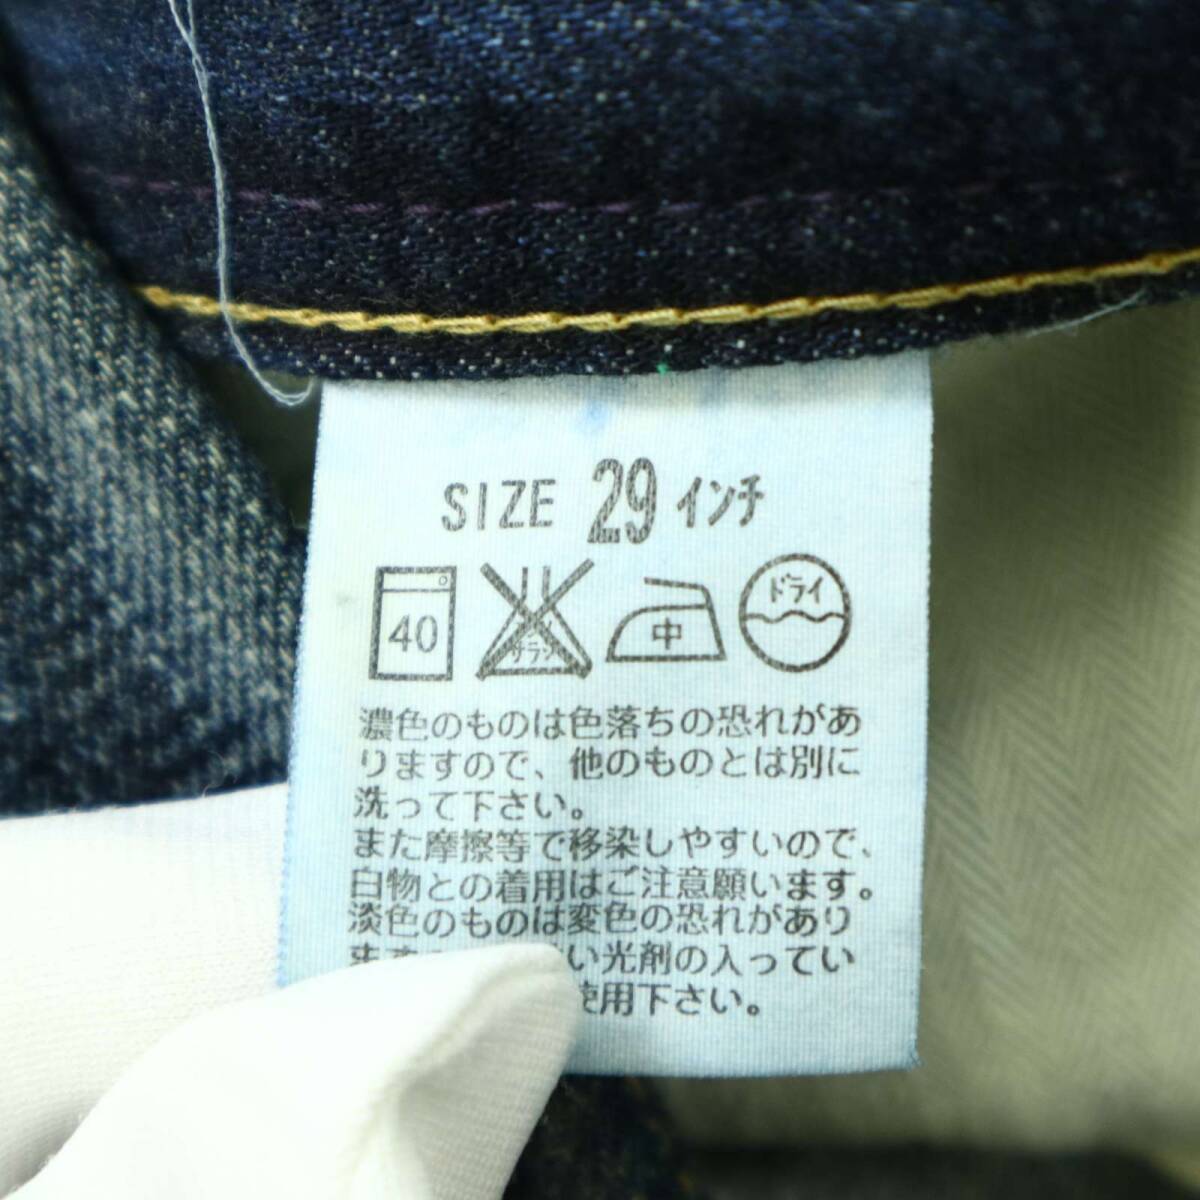 SIZE 29 インチ
40 サラシ 中 ドライ
濃色のものは色落ちの恐れがあ
りますので、他のものとは別に
洗って下さい。
また摩擦等で移染しやすいので、
白物との着用はご注意願います。
淡色のものは変色の恐れがあり
ます い光剤の入ってい
使用下さい。